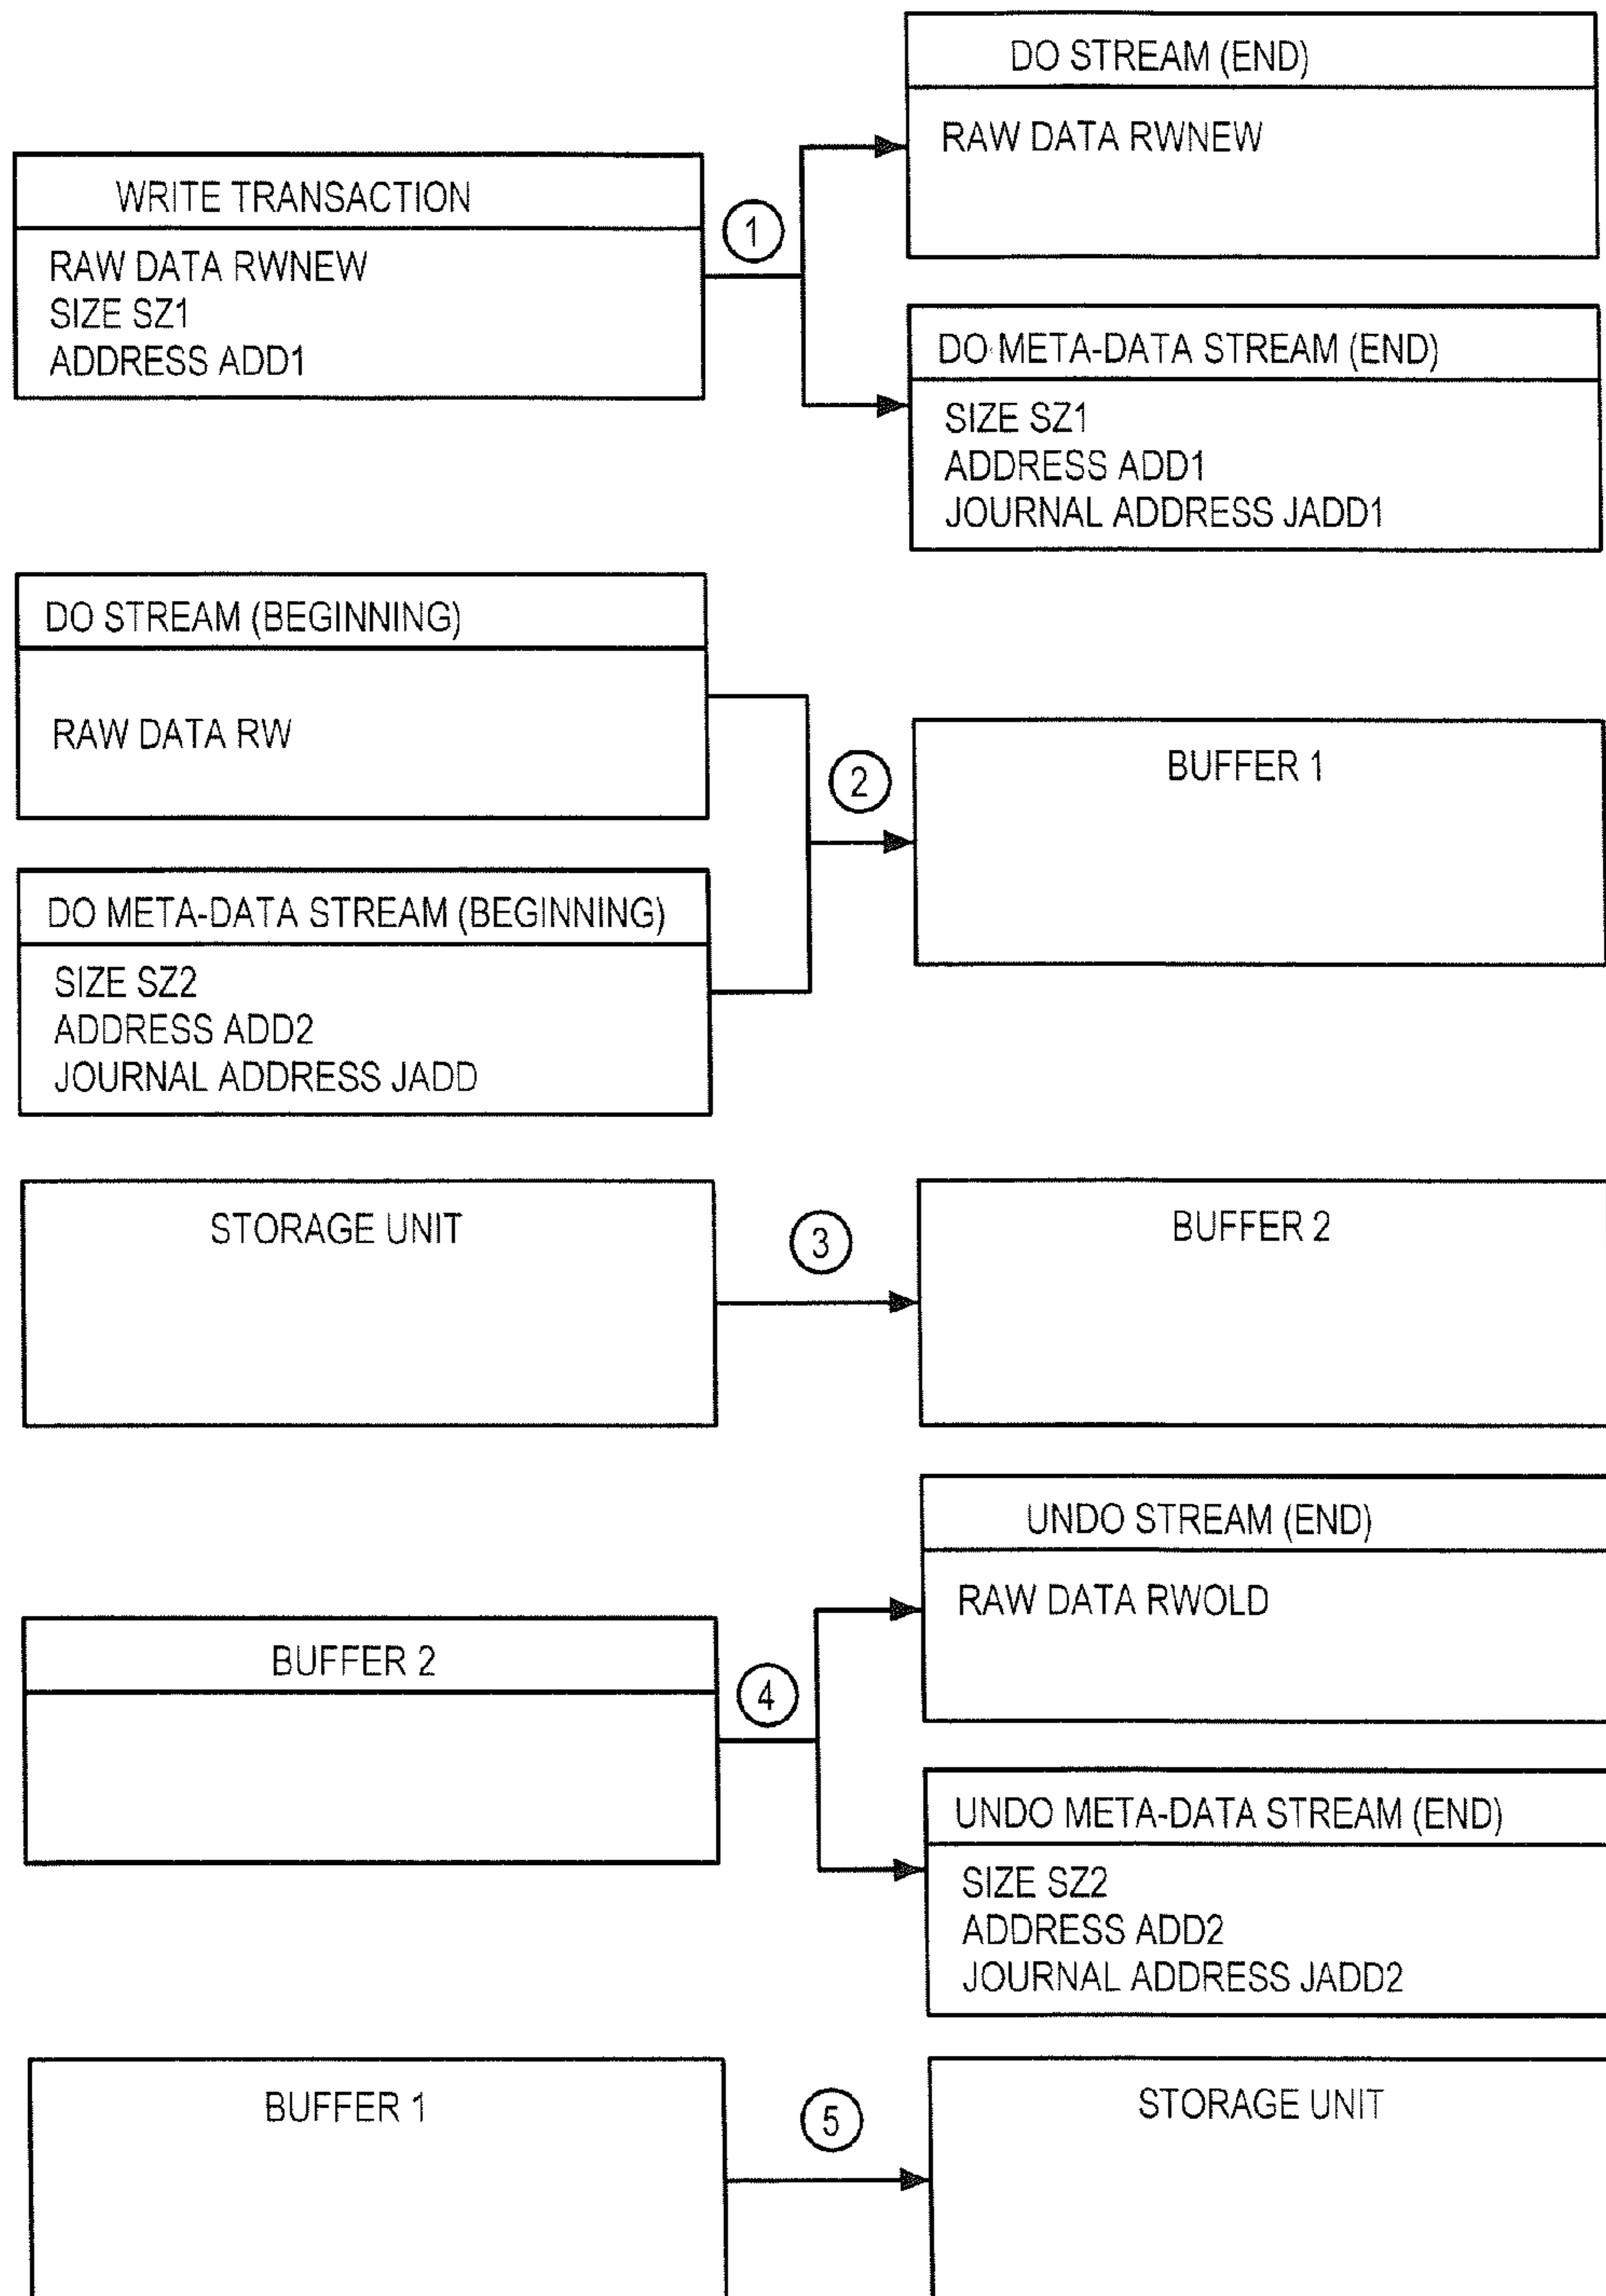 DO STREAM (END)
RAW DATA RWNEW
WRITE TRANSACTION
RAW DATA RWNEW
SIZE SZ1
ADDRESS ADD1
1
DO META-DATA STREAM (END)
SIZE SZ1
ADDRESS ADD1
JOURNAL ADDRESS JADD1
DO STREAM (BEGINNING)
RAW DATA RW
2
BUFFER 1
DO META-DATA STREAM (BEGINNING)
SIZE SZ2
ADDRESS ADD2
JOURNAL ADDRESS JADD
STORAGE UNIT
3
BUFFER 2
UNDO STREAM (END)
RAW DATA RWOLD
BUFFER 2
4
UNDO META-DATA STREAM (END)
SIZE SZ2
ADDRESS ADD2
JOURNAL ADDRESS JADD2
BUFFER 1
5
STORAGE UNIT